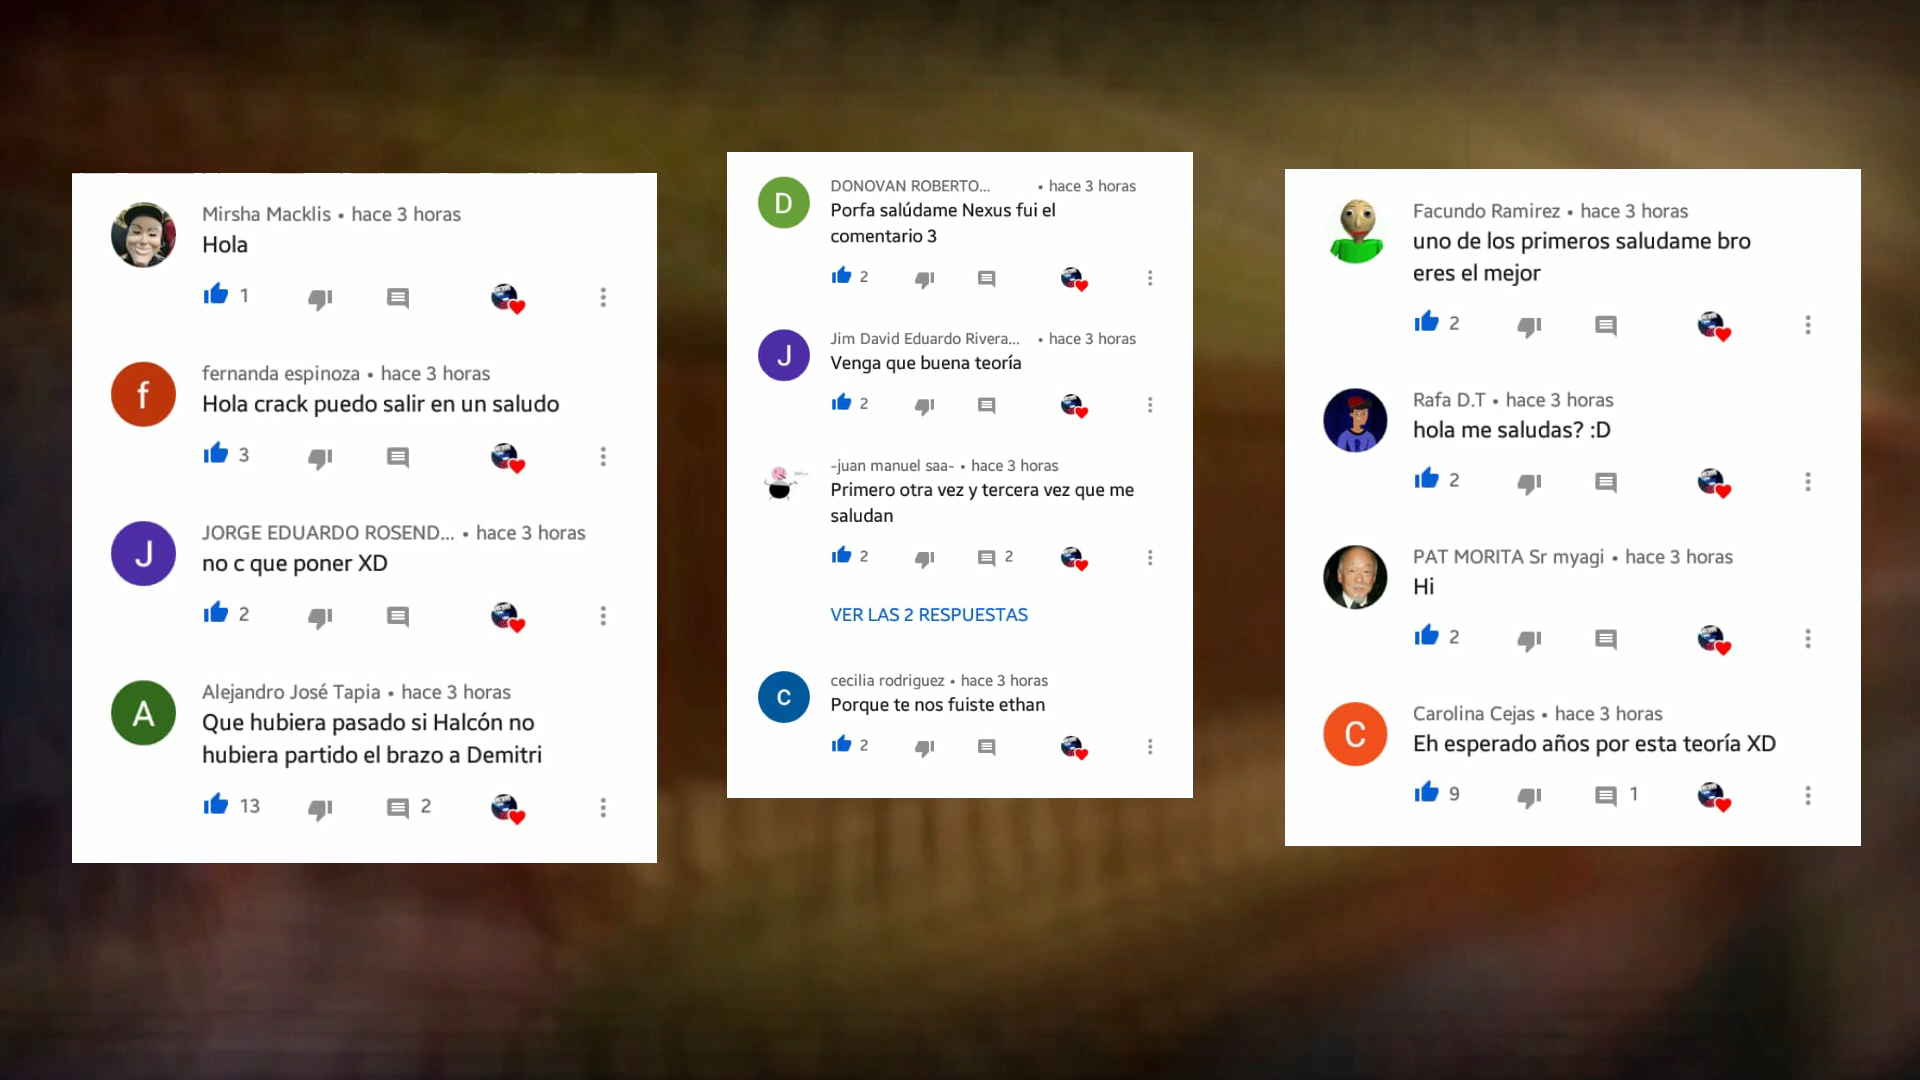 Mirsha Macklis • hace 3 horas
Hola
1
f
fernanda espinoza • hace 3 horas
Hola crack puedo salir en un saludo
3
J
JORGE EDUARDO ROSEND... • hace 3 horas
no c que poner XD
2
A
Alejandro José Tapia • hace 3 horas
Que hubiera pasado si Halcón no
hubiera partido el brazo a Demitri
13 2
D
DONOVAN ROBERTO... • hace 3 horas
Porfa salúdame Nexus fui el
comentario 3
2
J
Jim David Eduardo Rivera... • hace 3 horas
Venga que buena teoría
2
-juan manuel saa- • hace 3 horas
Primero otra vez y tercera vez que me
saludan
2 2
VER LAS 2 RESPUESTAS
c
cecilia rodriguez • hace 3 horas
Porque te nos fuiste ethan
2
Facundo Ramirez • hace 3 horas
uno de los primeros saludame bro
eres el mejor
2
Rafa D.T • hace 3 horas
hola me saludas? :D
2
PAT MORITA Sr myagi • hace 3 horas
Hi
2
C
Carolina Cejas • hace 3 horas
Eh esperado años por esta teoría XD
9 1